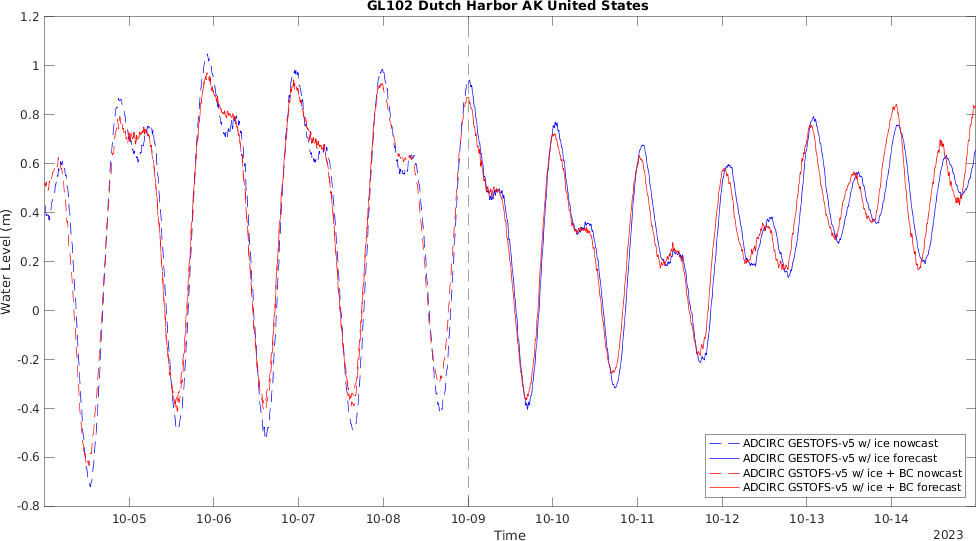 GL102 Dutch Harbor AK United States
1.2
1
0.8
0.6
0.4
0.2
0
-0.2
-0.4
-0.6
-0.8
Water Level (m)
ADCIRC GESTOFS-v5 w/ ice nowcast
ADCIRC GESTOFS-v5 w/ ice forecast
ADCIRC GSTOFS-v5 w/ ice + BC nowcast
ADCIRC GSTOFS-v5 w/ ice + BC forecast
10-05 10-06 10-07 10-08 10-09 10-10 10-11 10-12 10-13 10-14
Time
2023